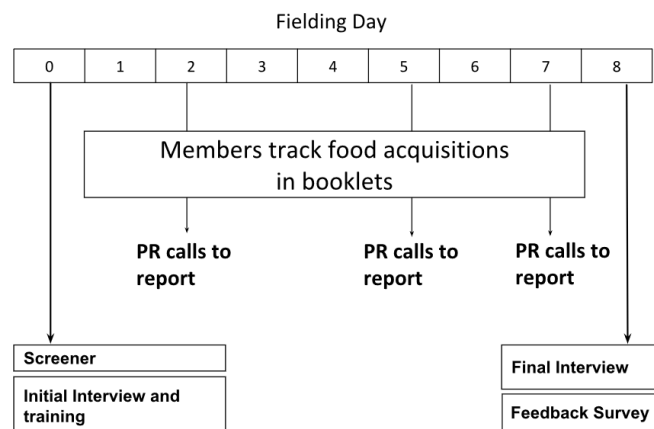 Fielding Day
0 1 2 3 4 5 6 7 8
Members track food acquisitions
in booklets
PR calls to
report
PR calls to
report
PR calls to
report
Screener
Initial Interview and
training
Final Interview
Feedback Survey